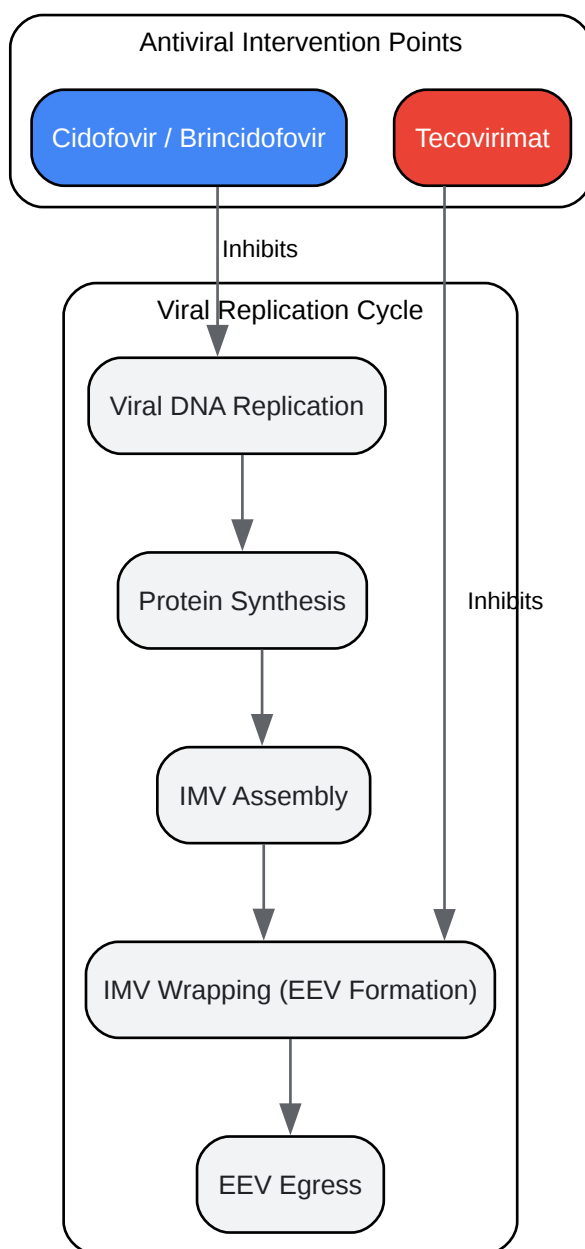 Antiviral Intervention Points
Cidofovir / Brincidofovir
Tecovirimat
Inhibits
Viral Replication Cycle
Viral DNA Replication
Protein Synthesis
Inhibits
IMV Assembly
IMV Wrapping (EEV Formation)
EEV Egress